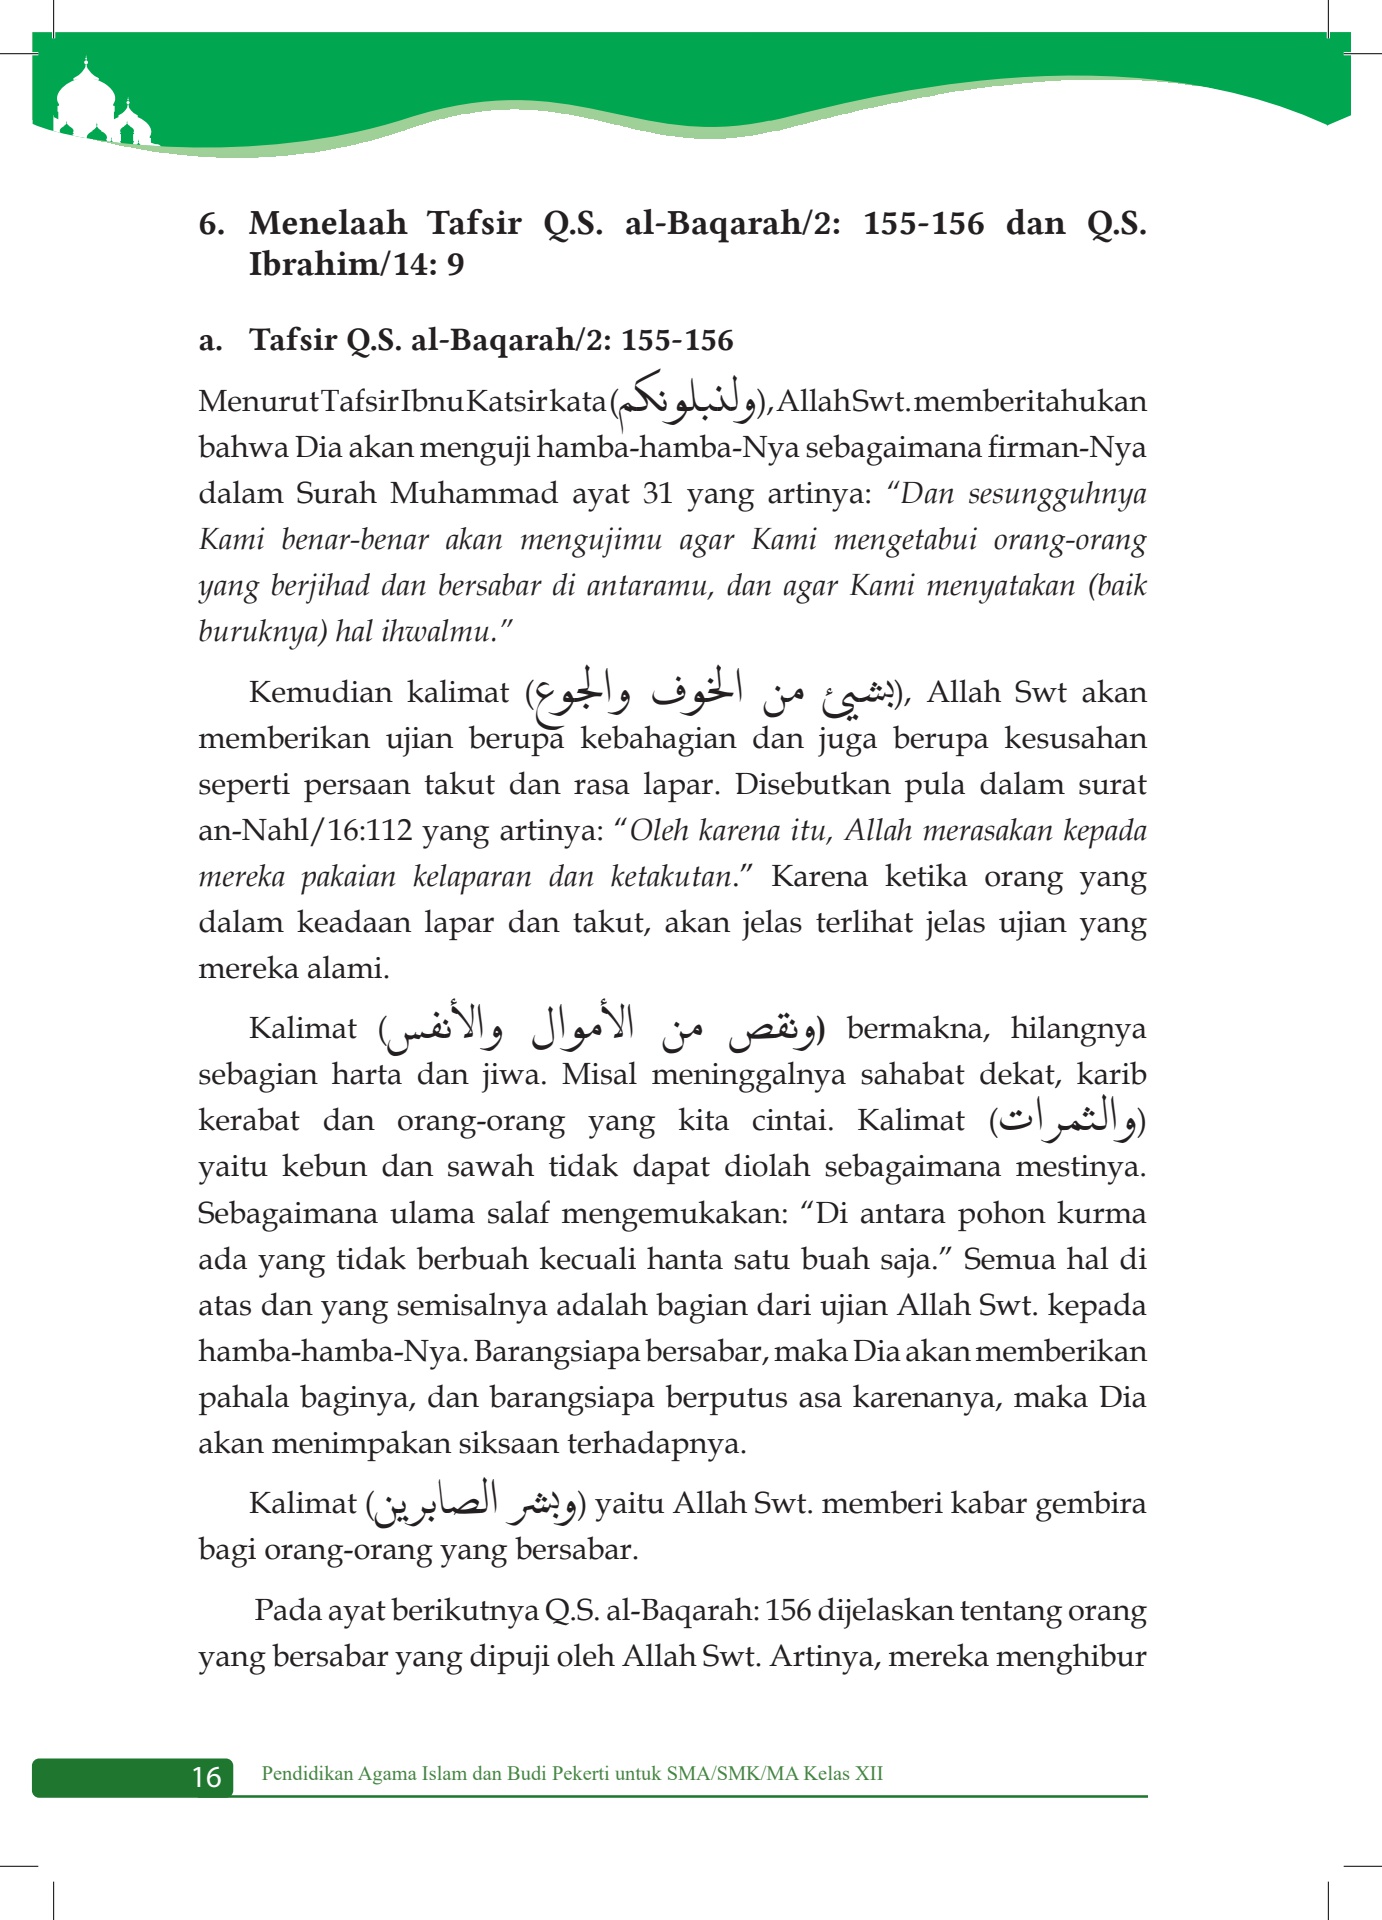 6. Menelaah Tafsir Q.S. al-Baqarah/2: 155-156 dan Q.S.
Ibrahim/14: 9
a. Tafsir Q.S. al-Baqarah/2: 155-156
Menurut Tafsir Ibnu Katsir kata (ولنبلونكم), Allah Swt. memberitahukan
bahwa Dia akan menguji hamba-hamba-Nya sebagaimana firman-Nya
dalam Surah Muhammad ayat 31 yang artinya: “Dan sesungguhnya
Kami benar-benar akan mengujimu agar Kami mengetabui orang-orang
yang berjihad dan bersabar di antaramu, dan agar Kami menyatakan (baik
buruknya) hal ihwalmu.”
Kemudian kalimat (بشيئ من الخوف والجوع), Allah Swt akan
memberikan ujian berupa kebahagian dan juga berupa kesusahan
seperti persaan takut dan rasa lapar. Disebutkan pula dalam surat
an-Nahl/16:112 yang artinya: “Oleh karena itu, Allah merasakan kepada
mereka pakaian kelaparan dan ketakutan.” Karena ketika orang yang
dalam keadaan lapar dan takut, akan jelas terlihat jelas ujian yang
mereka alami.
Kalimat (ونقص من الأموال والأنفس) bermakna, hilangnya
sebagian harta dan jiwa. Misal meninggalnya sahabat dekat, karib
kerabat dan orang-orang yang kita cintai. Kalimat (والثمرات)
yaitu kebun dan sawah tidak dapat diolah sebagaimana mestinya.
Sebagaimana ulama salaf mengemukakan: “Di antara pohon kurma
ada yang tidak berbuah kecuali hanta satu buah saja.” Semua hal di
atas dan yang semisalnya adalah bagian dari ujian Allah Swt. kepada
hamba-hamba-Nya. Barangsiapa bersabar, maka Dia akan memberikan
pahala baginya, dan barangsiapa berputus asa karenanya, maka Dia
akan menimpakan siksaan terhadapnya.
Kalimat (وبشر الصابرين) yaitu Allah Swt. memberi kabar gembira
bagi orang-orang yang bersabar.
Pada ayat berikutnya Q.S. al-Baqarah: 156 dijelaskan tentang orang
yang bersabar yang dipuji oleh Allah Swt. Artinya, mereka menghibur
16 Pendidikan Agama Islam dan Budi Pekerti untuk SMA/SMK/MA Kelas XII